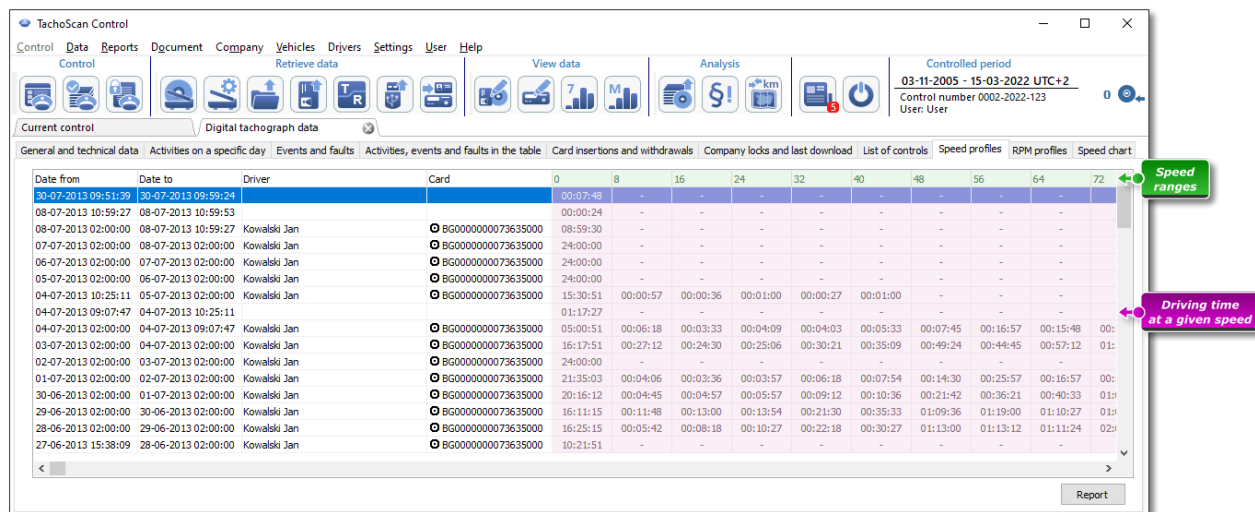 TachoScan Control
Control Data Reports Document Company Vehicles Drivers Settings User Help
Control Retrieve data View data Analysis Controlled period
03-11-2005 - 15-03-2022 UTC+2
Control number 0002-2022-123
User: User
0
T R
7
M
§!
km
5
Current control Digital tachograph data
General and technical data Activities on a specific day Events and faults Activities, events and faults in the table Card insertions and withdrawals Company locks and last download List of controls Speed profiles RPM profiles Speed chart
Date from Date to Driver Card 0 8 16 24 32 40 48 56 64 72
Speed ranges
30-07-2013 09:51:39 30-07-2013 09:59:24 00:07:48 - - - - - - - -
08-07-2013 10:59:27 08-07-2013 10:59:53 00:00:24 - - - - - - - -
08-07-2013 02:00:00 08-07-2013 10:59:27 Kowalski Jan BG0000000073635000 08:59:30 - - - - - - - -
07-07-2013 02:00:00 08-07-2013 02:00:00 Kowalski Jan BG0000000073635000 24:00:00 - - - - - - - -
06-07-2013 02:00:00 07-07-2013 02:00:00 Kowalski Jan BG0000000073635000 24:00:00 - - - - - - - -
05-07-2013 02:00:00 06-07-2013 02:00:00 Kowalski Jan BG0000000073635000 24:00:00 - - - - - - - -
04-07-2013 10:25:11 05-07-2013 02:00:00 Kowalski Jan BG0000000073635000 15:30:51 00:00:57 00:00:36 00:01:00 00:00:27 00:01:00 - - -
04-07-2013 09:07:47 04-07-2013 10:25:11 01:17:27 - - - - - - - -
Driving time at a given speed
04-07-2013 02:00:00 04-07-2013 09:07:47 Kowalski Jan BG0000000073635000 05:00:51 00:06:18 00:03:33 00:04:09 00:04:03 00:05:33 00:07:45 00:16:57 00:15:48 00:
03-07-2013 02:00:00 04-07-2013 02:00:00 Kowalski Jan BG0000000073635000 16:17:51 00:27:12 00:24:30 00:25:06 00:30:21 00:35:09 00:49:24 00:44:45 00:57:12 01:
02-07-2013 02:00:00 03-07-2013 02:00:00 Kowalski Jan BG0000000073635000 24:00:00 - - - - - - - -
01-07-2013 02:00:00 02-07-2013 02:00:00 Kowalski Jan BG0000000073635000 21:35:03 00:04:06 00:03:36 00:03:57 00:06:18 00:07:54 00:14:30 00:25:57 00:16:57 00:
30-06-2013 02:00:00 01-07-2013 02:00:00 Kowalski Jan BG0000000073635000 20:16:12 00:04:45 00:04:57 00:05:57 00:09:12 00:10:36 00:21:42 00:36:21 00:40:33 01:
29-06-2013 02:00:00 30-06-2013 02:00:00 Kowalski Jan BG0000000073635000 16:11:15 00:11:48 00:13:00 00:13:54 00:21:30 00:35:33 01:09:36 01:19:00 01:10:27 01:
28-06-2013 02:00:00 29-06-2013 02:00:00 Kowalski Jan BG0000000073635000 16:25:15 00:05:42 00:08:18 00:10:27 00:22:18 00:30:27 01:13:00 01:13:12 01:11:24 02:
27-06-2013 15:38:09 28-06-2013 02:00:00 Kowalski Jan BG0000000073635000 10:21:51 - - - - - - - -
Report